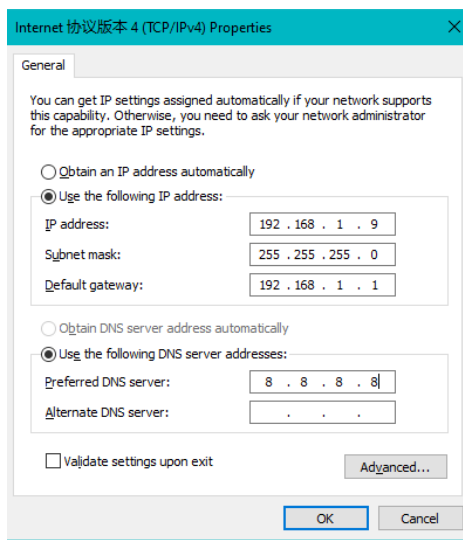 Internet 协议版本 4 (TCP/IPv4) Properties
General
You can get IP settings assigned automatically if your network supports
this capability. Otherwise, you need to ask your network administrator
for the appropriate IP settings.
Obtain an IP address automatically
Use the following IP address:
IP address: 192 . 168 . 1 . 9
Subnet mask: 255 . 255 . 255 . 0
Default gateway: 192 . 168 . 1 . 1
Obtain DNS server address automatically
Use the following DNS server addresses:
Preferred DNS server: 8 . 8 . 8 . 8
Alternate DNS server: . . .
Validate settings upon exit
Advanced...
OK Cancel